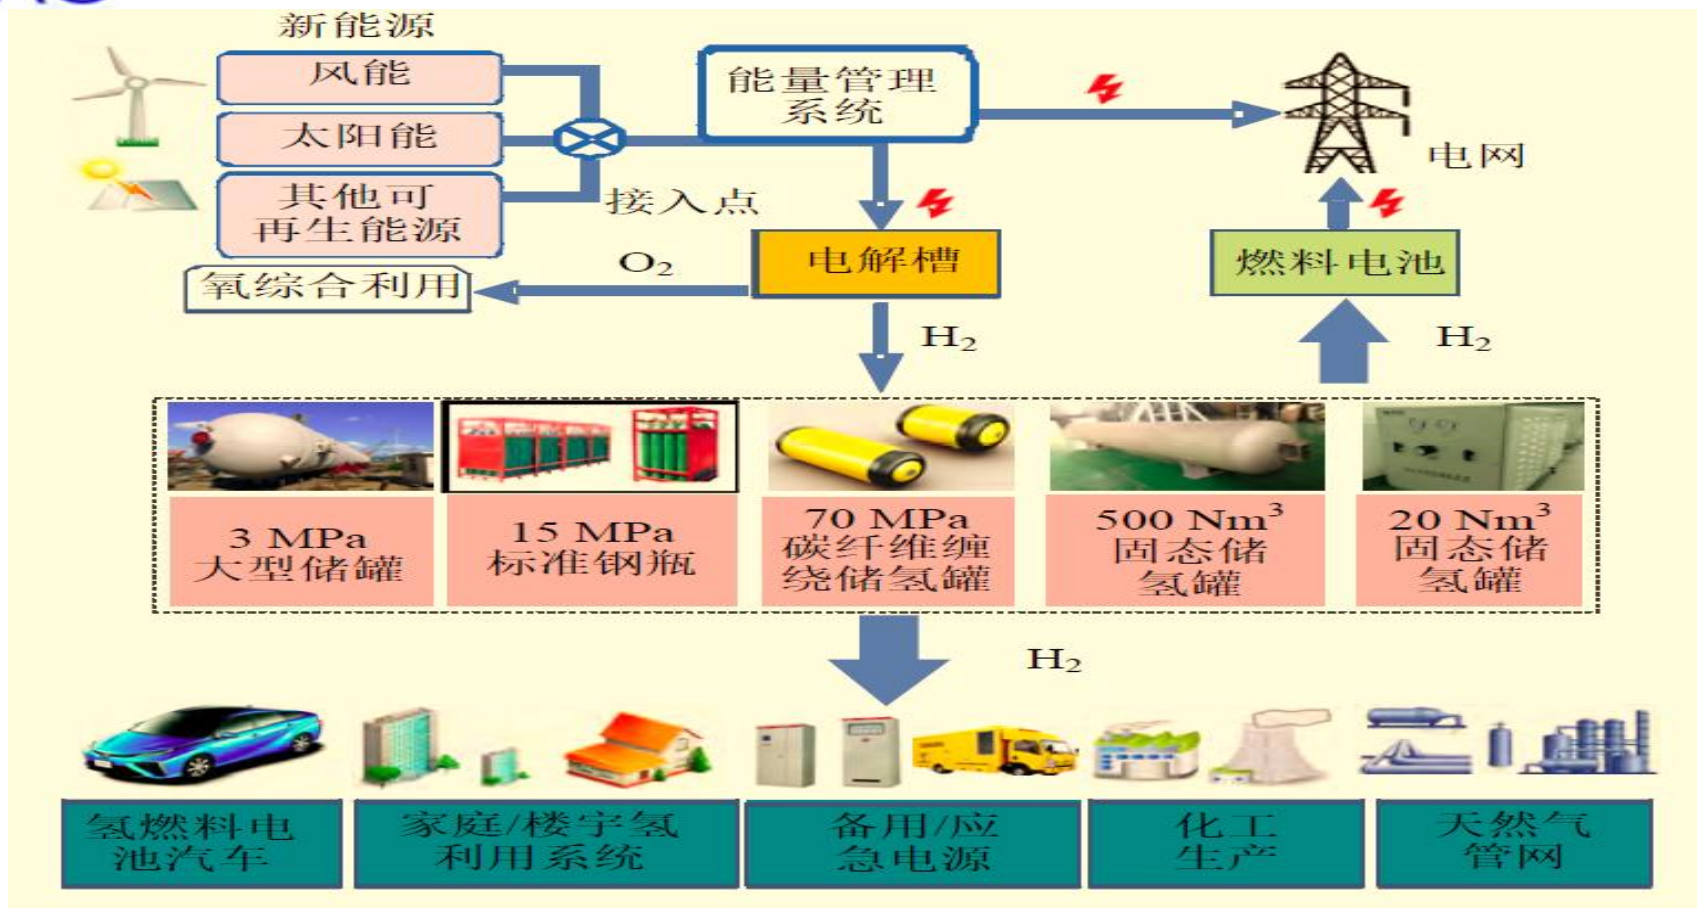 新能源
风能
太阳能
其他可
再生能源
接入点
能量管理
系统
电网
氧综合利用
O₂
电解槽
燃料电池
H₂
H₂
3 MPa
大型储罐
15 MPa
标准钢瓶
70 MPa
碳纤维缠
绕储氢罐
500 Nm³
固态储
氢罐
20 Nm³
固态储
氢罐
H₂
氢燃料电
池汽车
家庭/楼宇氢
利用系统
备用/应
急电源
化工
生产
天然气
管网